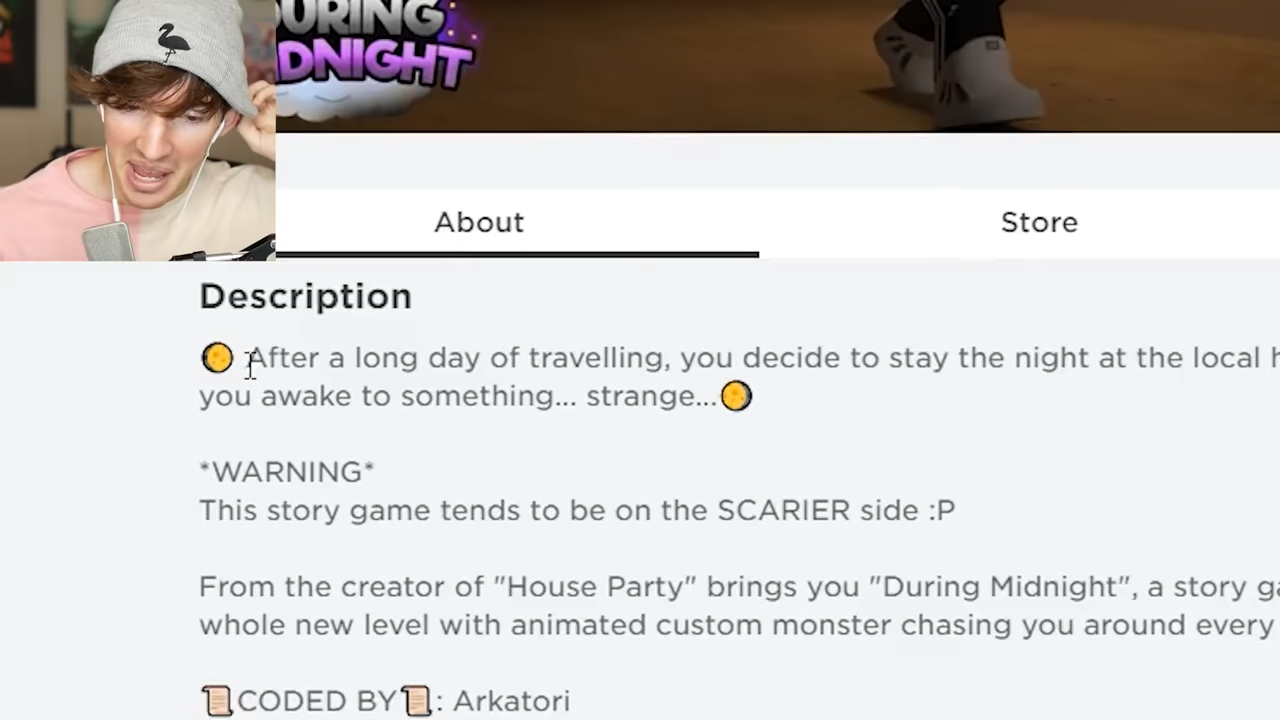 DURING
MIDNIGHT
About
Store
Description
After a long day of travelling, you decide to stay the night at the local
you awake to something... strange...
*WARNING*
This story game tends to be on the SCARIER side :P
From the creator of "House Party" brings you "During Midnight", a story
whole new level with animated custom monster chasing you around every
📜CODED BY📜: Arkatori